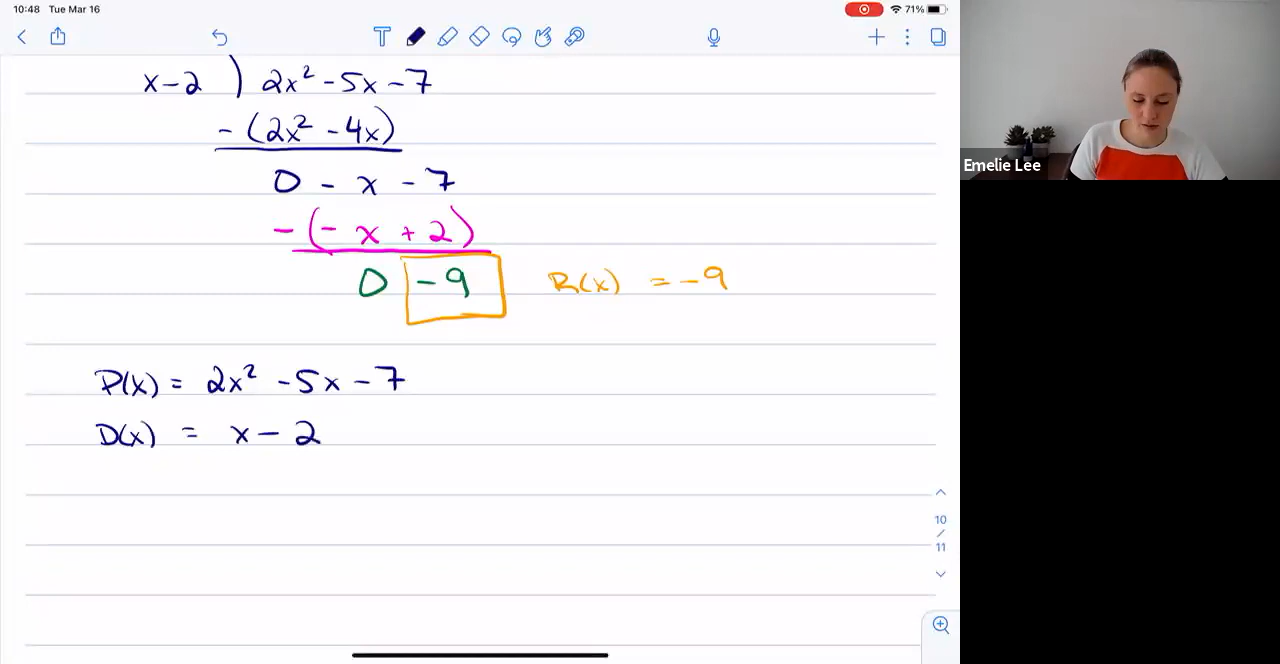 10:48 Tue Mar 16
71%
x-2 ) 2x² -5x -7
-(2x² -4x)
0 - x -7
-(- x + 2)
0 -9 R(x) = -9
P(x) = 2x² -5x -7
D(x) = x - 2
Emelie Lee
10
/
11